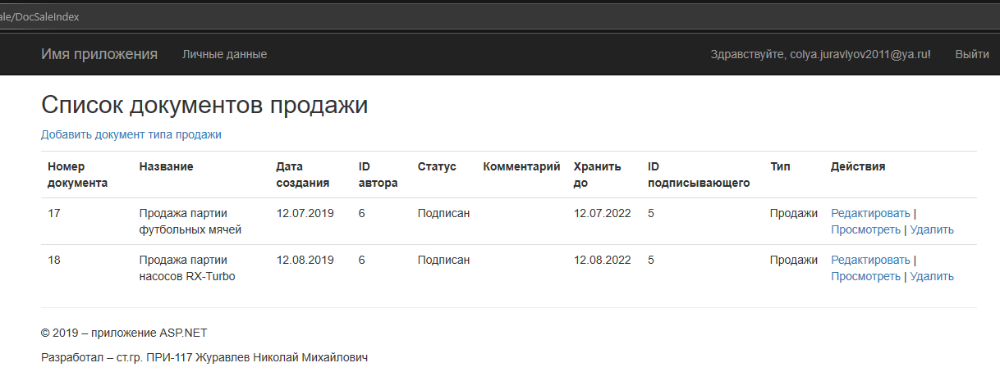 ale/DocSaleIndex
Имя приложения Личные данные Здравствуйте, colya.juravlyov2011@ya.ru! Выйти
Список документов продажи
Добавить документ типа продажи
Номер документа Название Дата создания ID автора Статус Комментарий Хранить до ID подписывающего Тип Действия
17 Продажа партии футбольных мячей 12.07.2019 6 Подписан 12.07.2022 5 Продажи Редактировать | Просмотреть | Удалить
18 Продажа партии насосов RX-Turbo 12.08.2019 6 Подписан 12.08.2022 5 Продажи Редактировать | Просмотреть | Удалить
© 2019 – приложение ASP.NET
Разработал – ст.гр. ПРИ-117 Журавлев Николай Михайлович